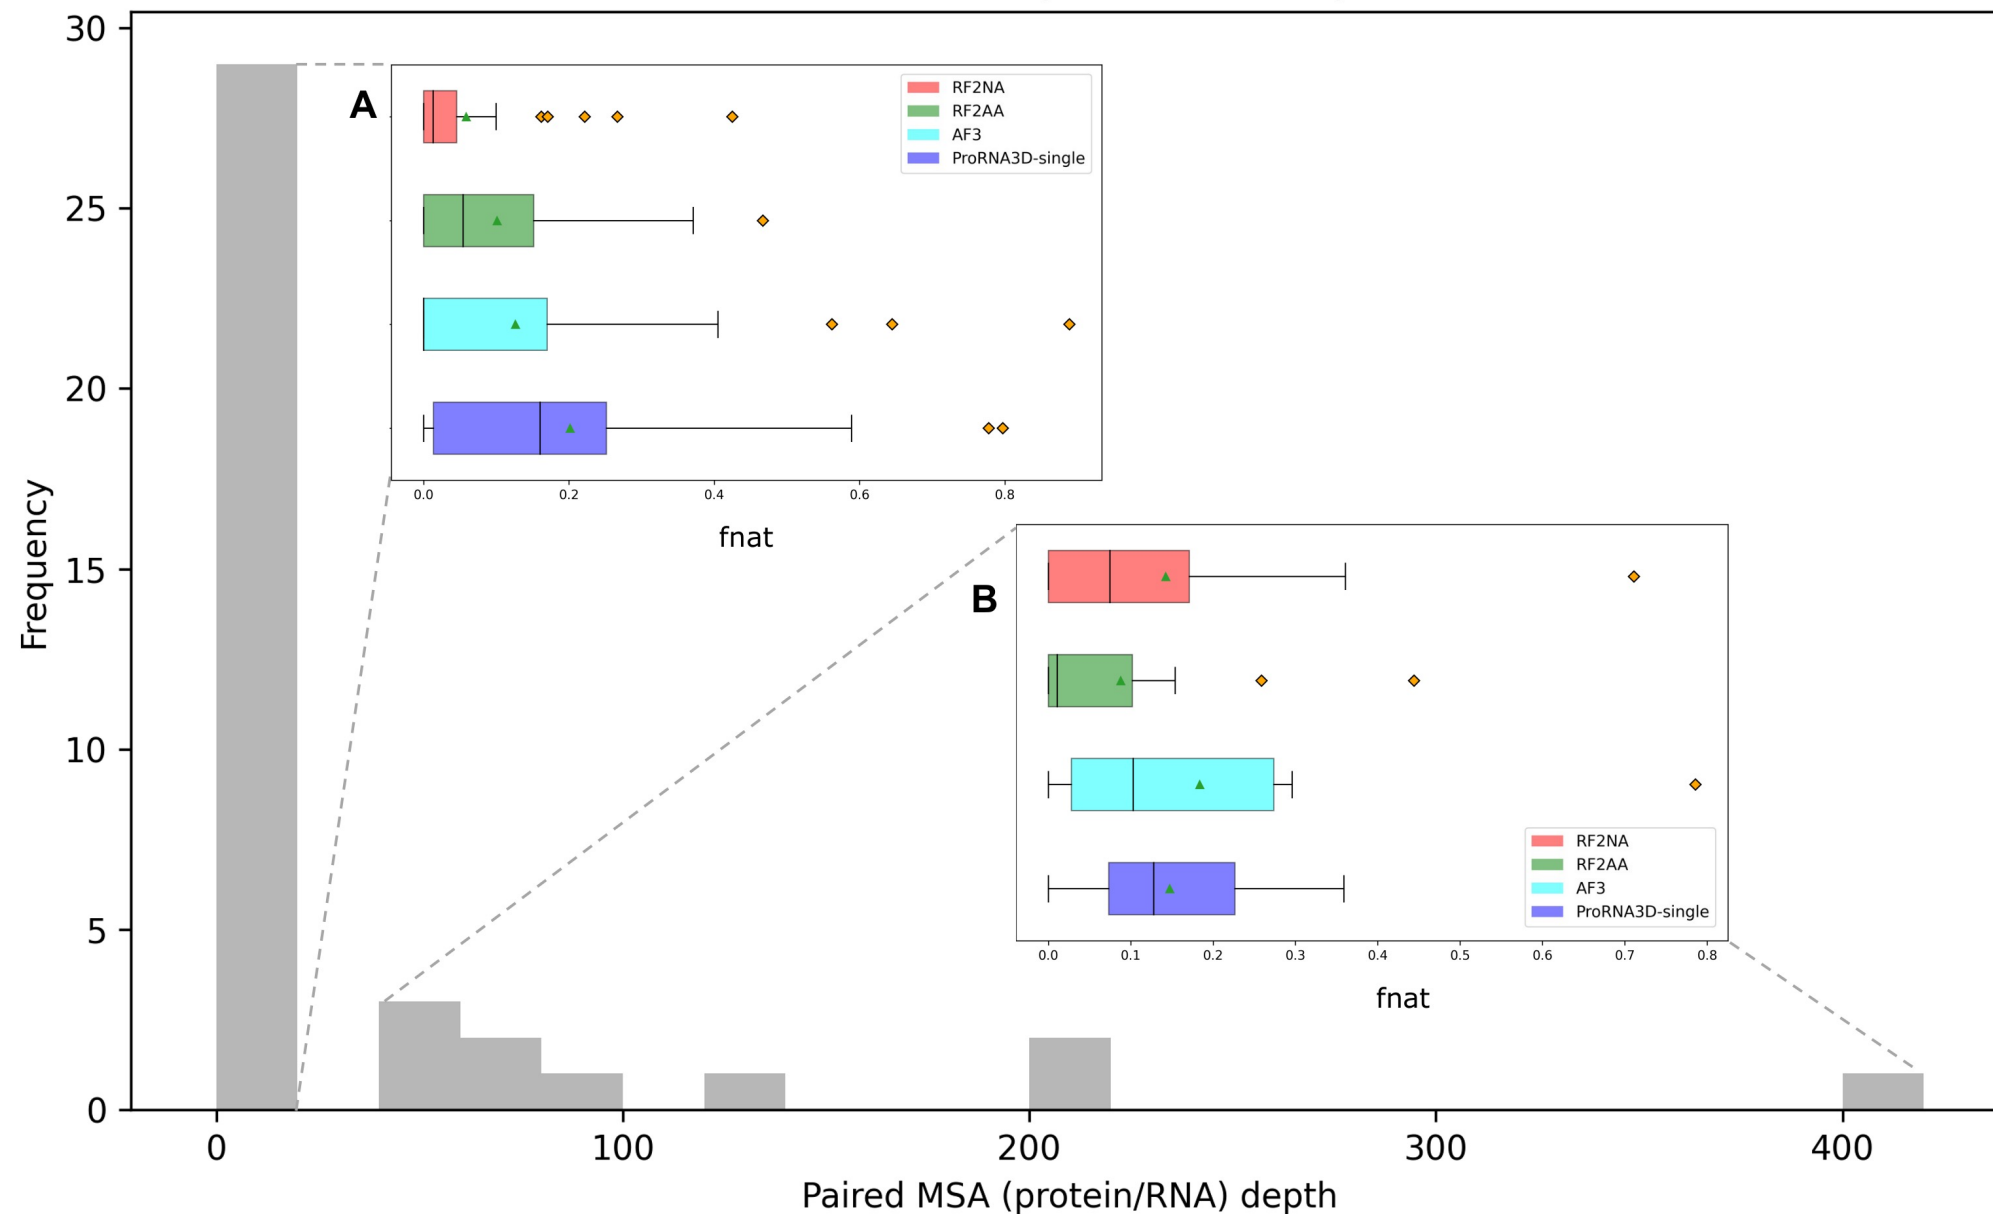 30
25
20
15
10
5
0
Frequency
0 100 200 300 400
Paired MSA (protein/RNA) depth
A
RF2NA
RF2AA
AF3
ProRNA3D-single
0.0 0.2 0.4 0.6 0.8
fnat
B
RF2NA
RF2AA
AF3
ProRNA3D-single
0.0 0.1 0.2 0.3 0.4 0.5 0.6 0.7 0.8
fnat